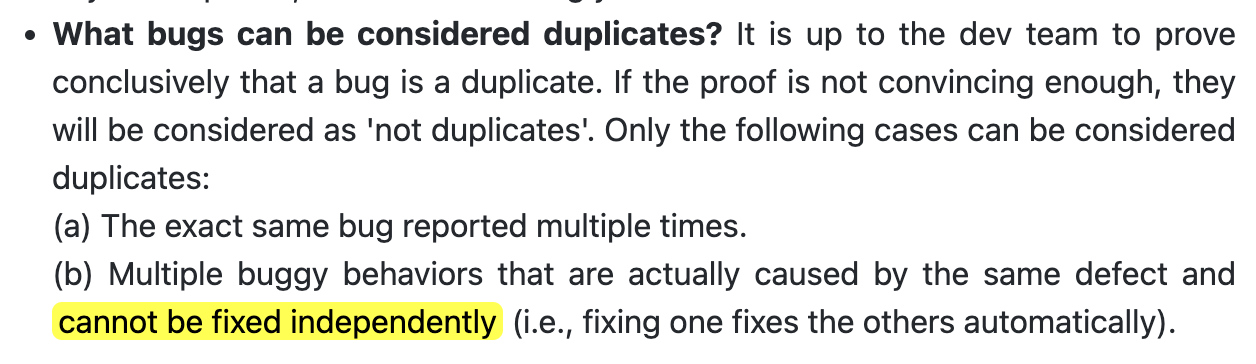 • What bugs can be considered duplicates? It is up to the dev team to prove
conclusively that a bug is a duplicate. If the proof is not convincing enough, they
will be considered as 'not duplicates'. Only the following cases can be considered
duplicates:
(a) The exact same bug reported multiple times.
(b) Multiple buggy behaviors that are actually caused by the same defect and
cannot be fixed independently (i.e., fixing one fixes the others automatically).